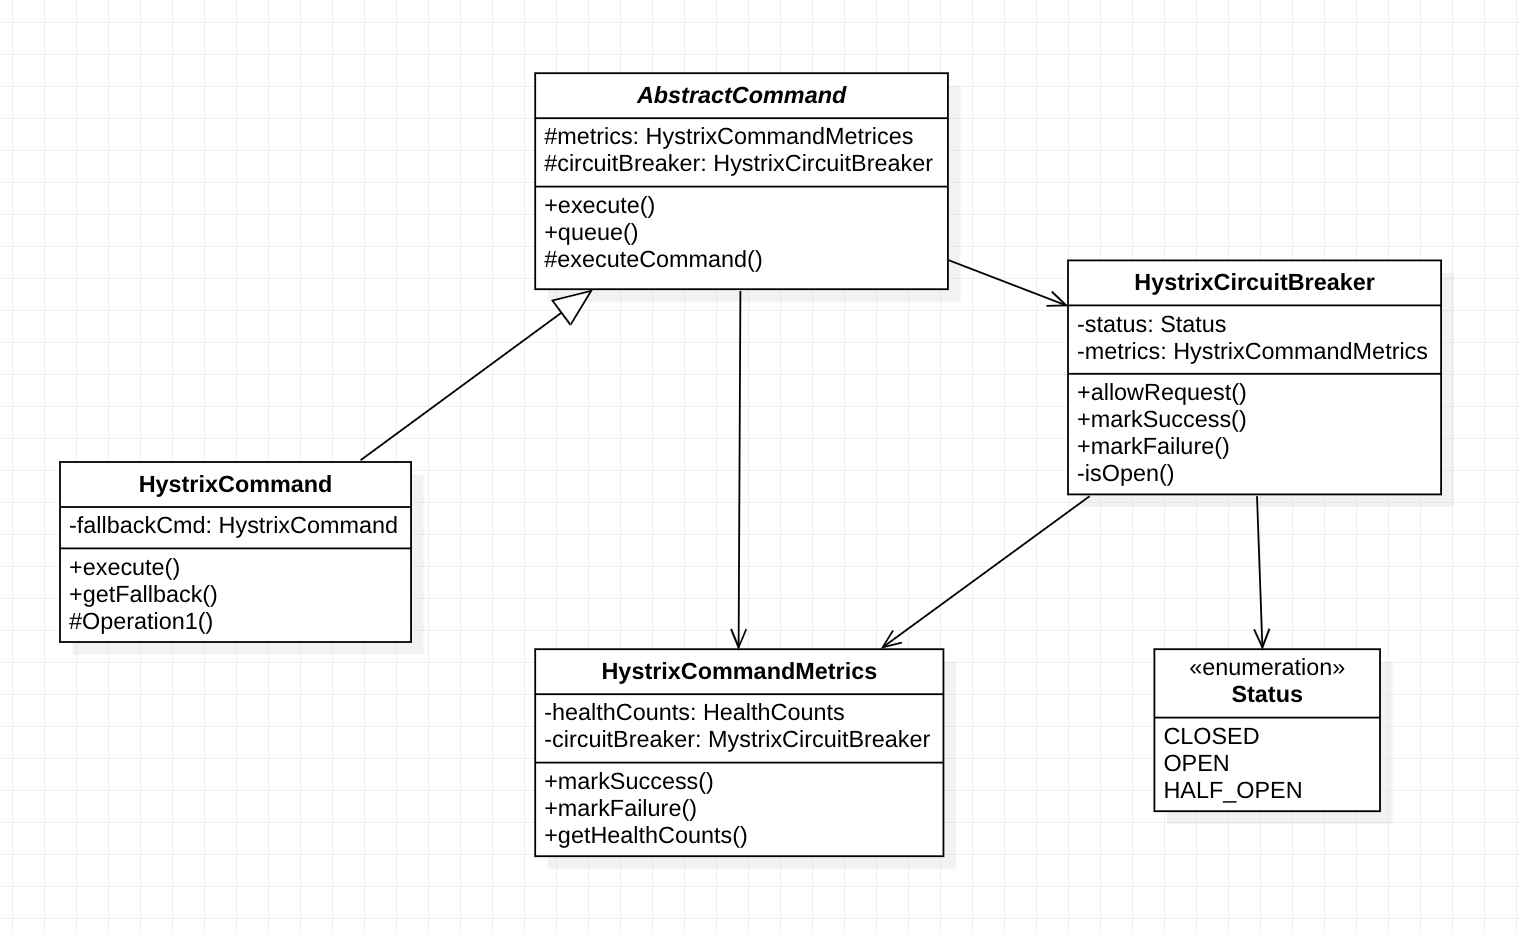 AbstractCommand
#metrics: HystrixCommandMetrices
#circuitBreaker: HystrixCircuitBreaker
+execute()
+queue()
#executeCommand()
HystrixCircuitBreaker
-status: Status
-metrics: HystrixCommandMetrics
+allowRequest()
+markSuccess()
+markFailure()
-isOpen()
HystrixCommand
-fallbackCmd: HystrixCommand
+execute()
+getFallback()
#Operation1()
HystrixCommandMetrics
-healthCounts: HealthCounts
-circuitBreaker: MystrixCircuitBreaker
+markSuccess()
+markFailure()
+getHealthCounts()
«enumeration»
Status
CLOSED
OPEN
HALF_OPEN